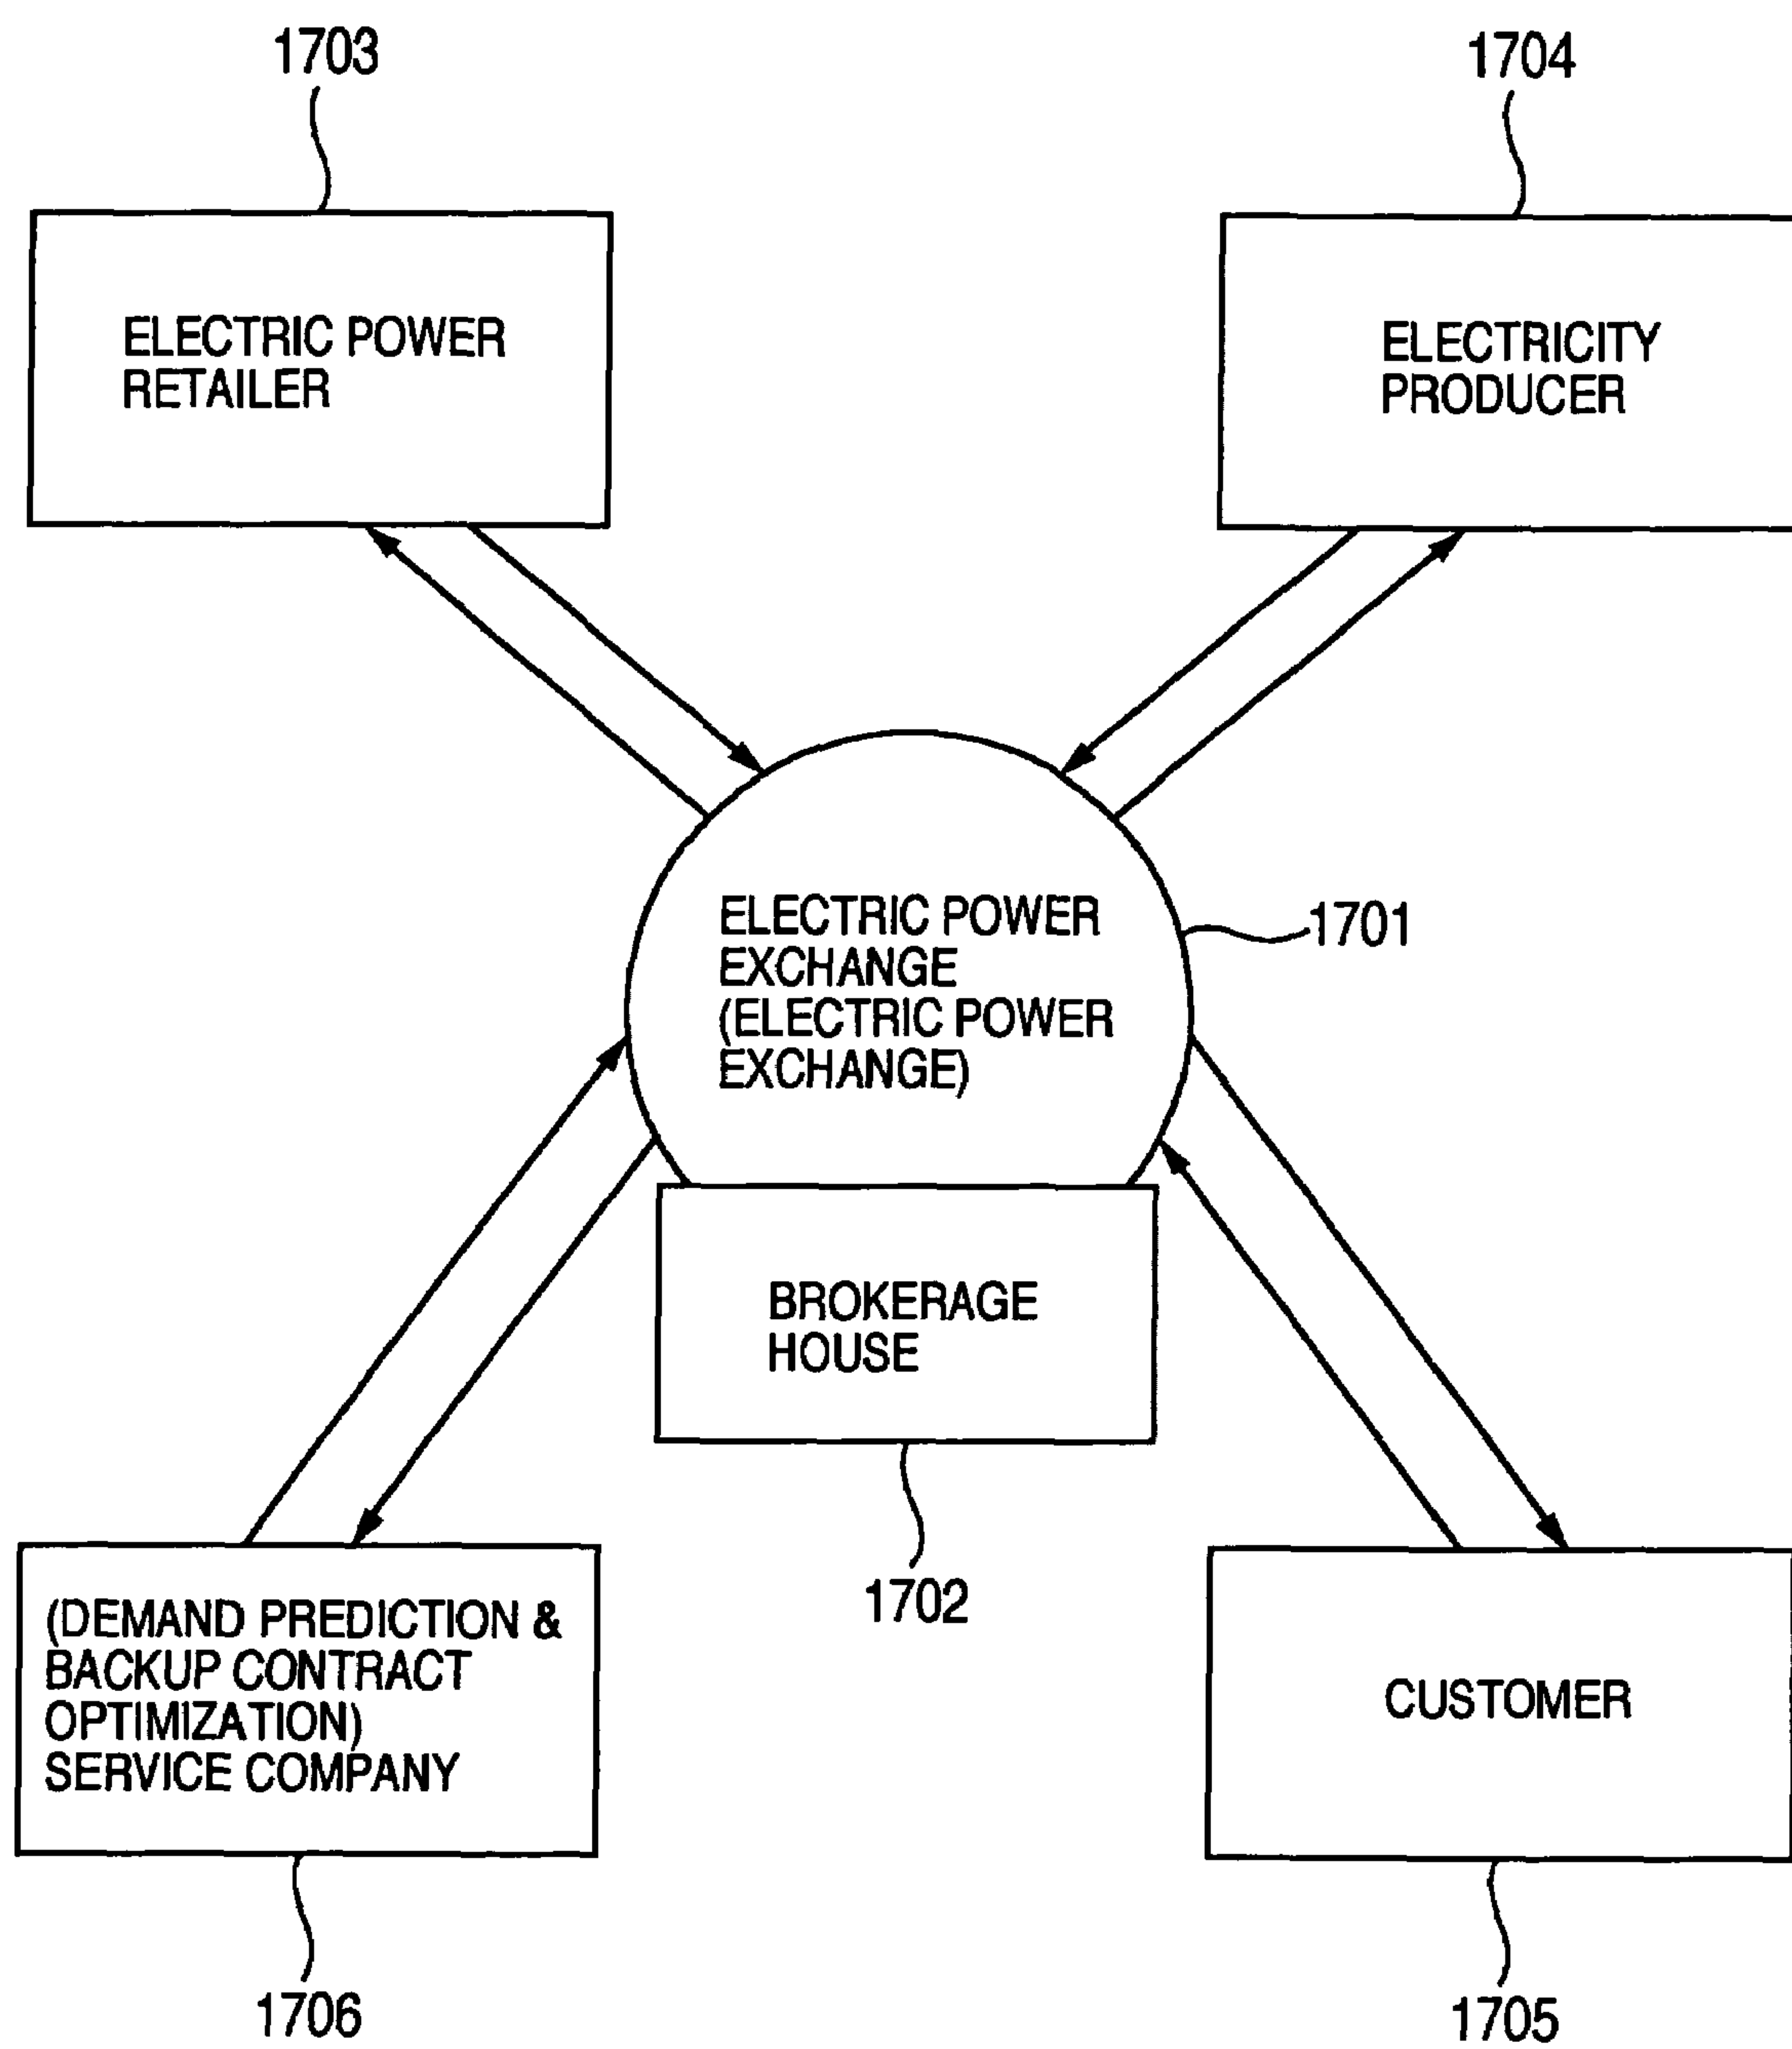 1703
1704
ELECTRIC POWER
RETAILER
ELECTRICITY
PRODUCER
ELECTRIC POWER
EXCHANGE
(ELECTRIC POWER
EXCHANGE)
1701
BROKERAGE
HOUSE
1702
(DEMAND PREDICTION &
BACKUP CONTRACT
OPTIMIZATION)
SERVICE COMPANY
CUSTOMER
1706
1705